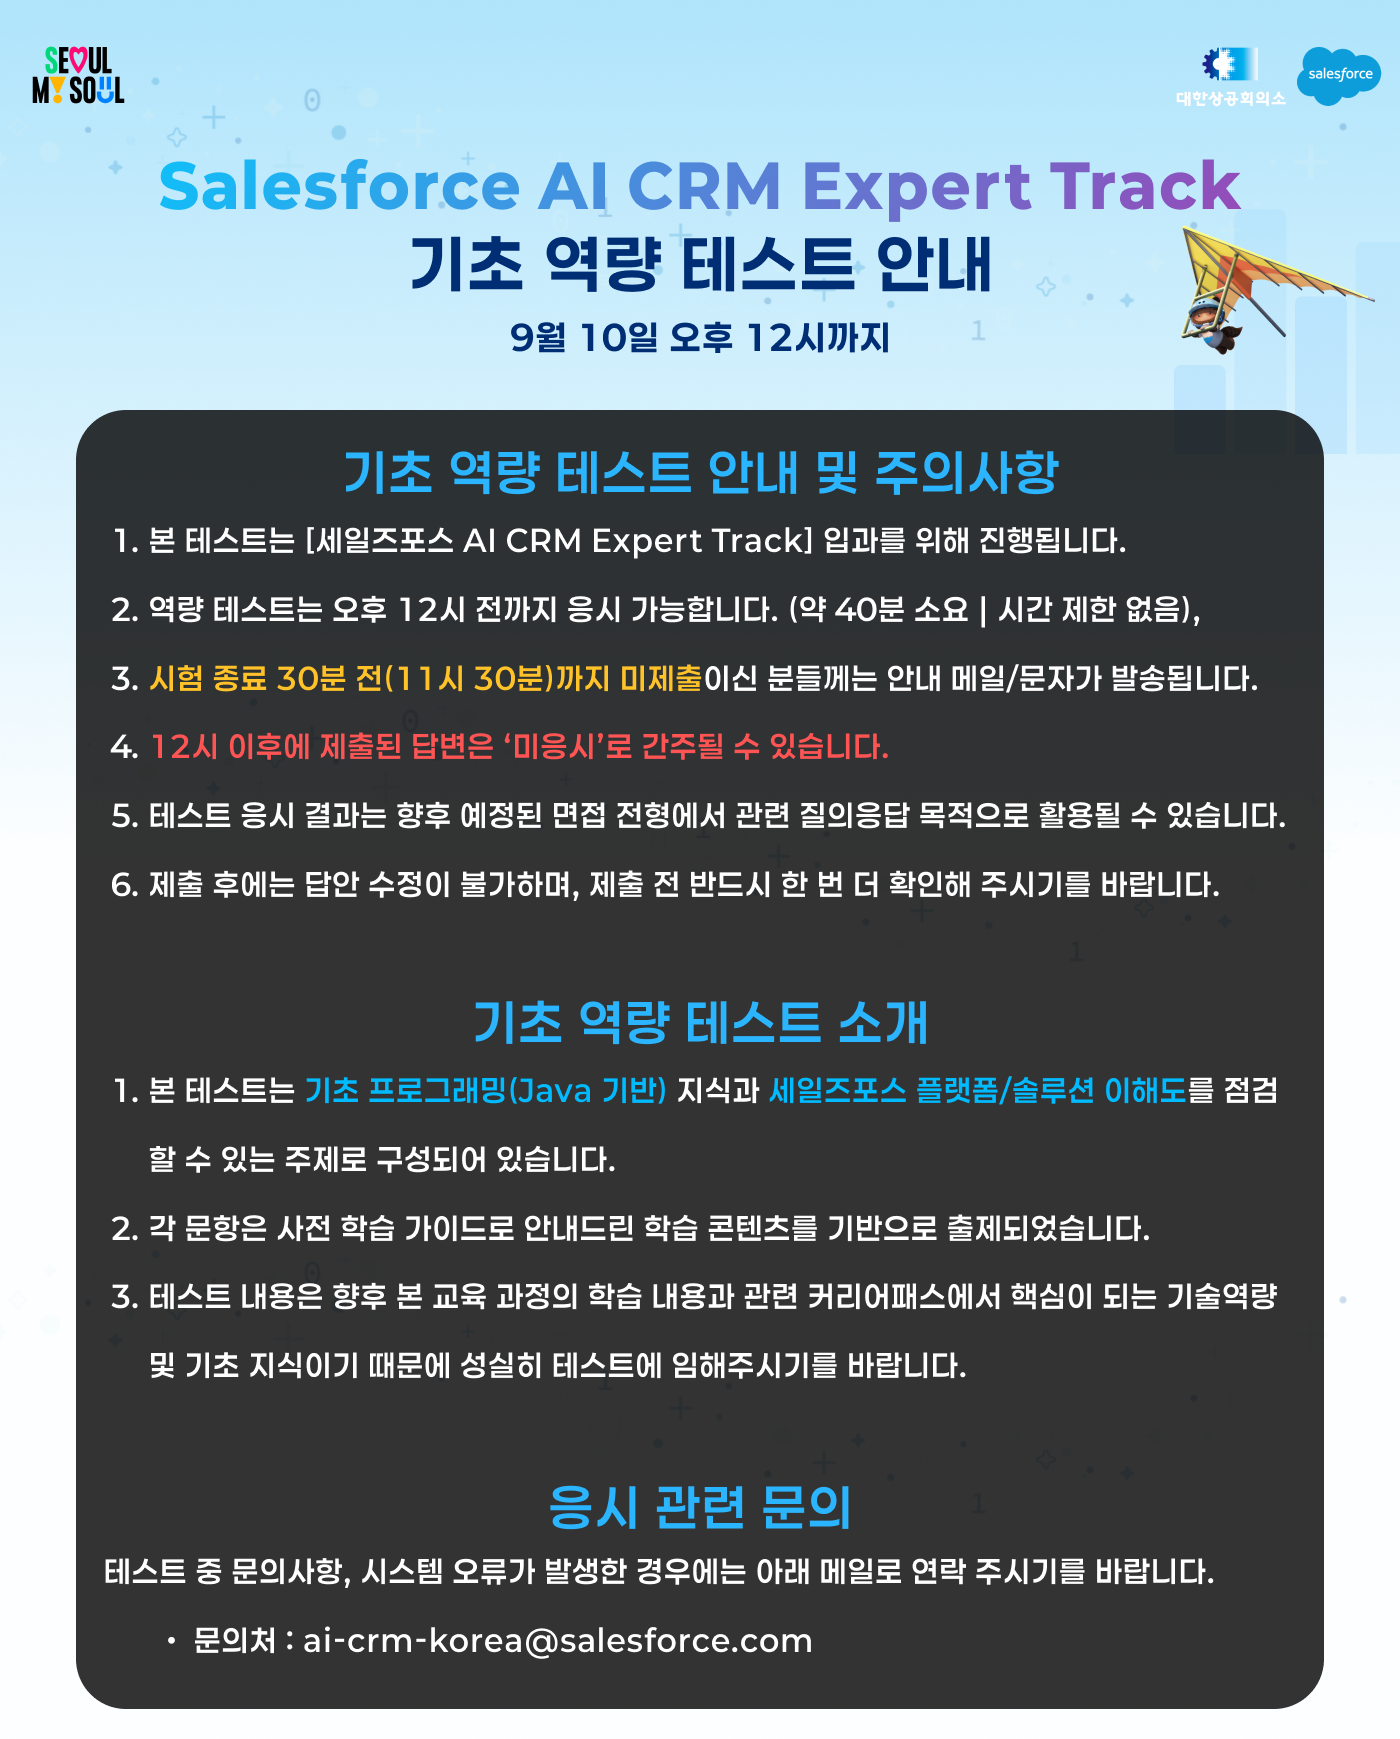 SEOUL
MY SOUL
대한상공회의소
salesforce
Salesforce AI CRM Expert Track
기초 역량 테스트 안내
9월 10일 오후 12시까지
기초 역량 테스트 안내 및 주의사항
1. 본 테스트는 [세일즈포스 AI CRM Expert Track] 입과를 위해 진행됩니다.
2. 역량 테스트는 오후 12시 전까지 응시 가능합니다. (약 40분 소요 | 시간 제한 없음),
3. 시험 종료 30분 전(11시 30분)까지 미제출이신 분들께는 안내 메일/문자가 발송됩니다.
4. 12시 이후에 제출된 답변은 ‘미응시’로 간주될 수 있습니다.
5. 테스트 응시 결과는 향후 예정된 면접 전형에서 관련 질의응답 목적으로 활용될 수 있습니다.
6. 제출 후에는 답안 수정이 불가하며, 제출 전 반드시 한 번 더 확인해 주시기를 바랍니다.
기초 역량 테스트 소개
1. 본 테스트는 기초 프로그래밍(Java 기반) 지식과 세일즈포스 플랫폼/솔루션 이해도를 점검
할 수 있는 주제로 구성되어 있습니다.
2. 각 문항은 사전 학습 가이드로 안내드린 학습 콘텐츠를 기반으로 출제되었습니다.
3. 테스트 내용은 향후 본 교육 과정의 학습 내용과 관련 커리어패스에서 핵심이 되는 기술역량
및 기초 지식이기 때문에 성실히 테스트에 임해주시기를 바랍니다.
응시 관련 문의
테스트 중 문의사항, 시스템 오류가 발생한 경우에는 아래 메일로 연락 주시기를 바랍니다.
• 문의처 : ai-crm-korea@salesforce.com